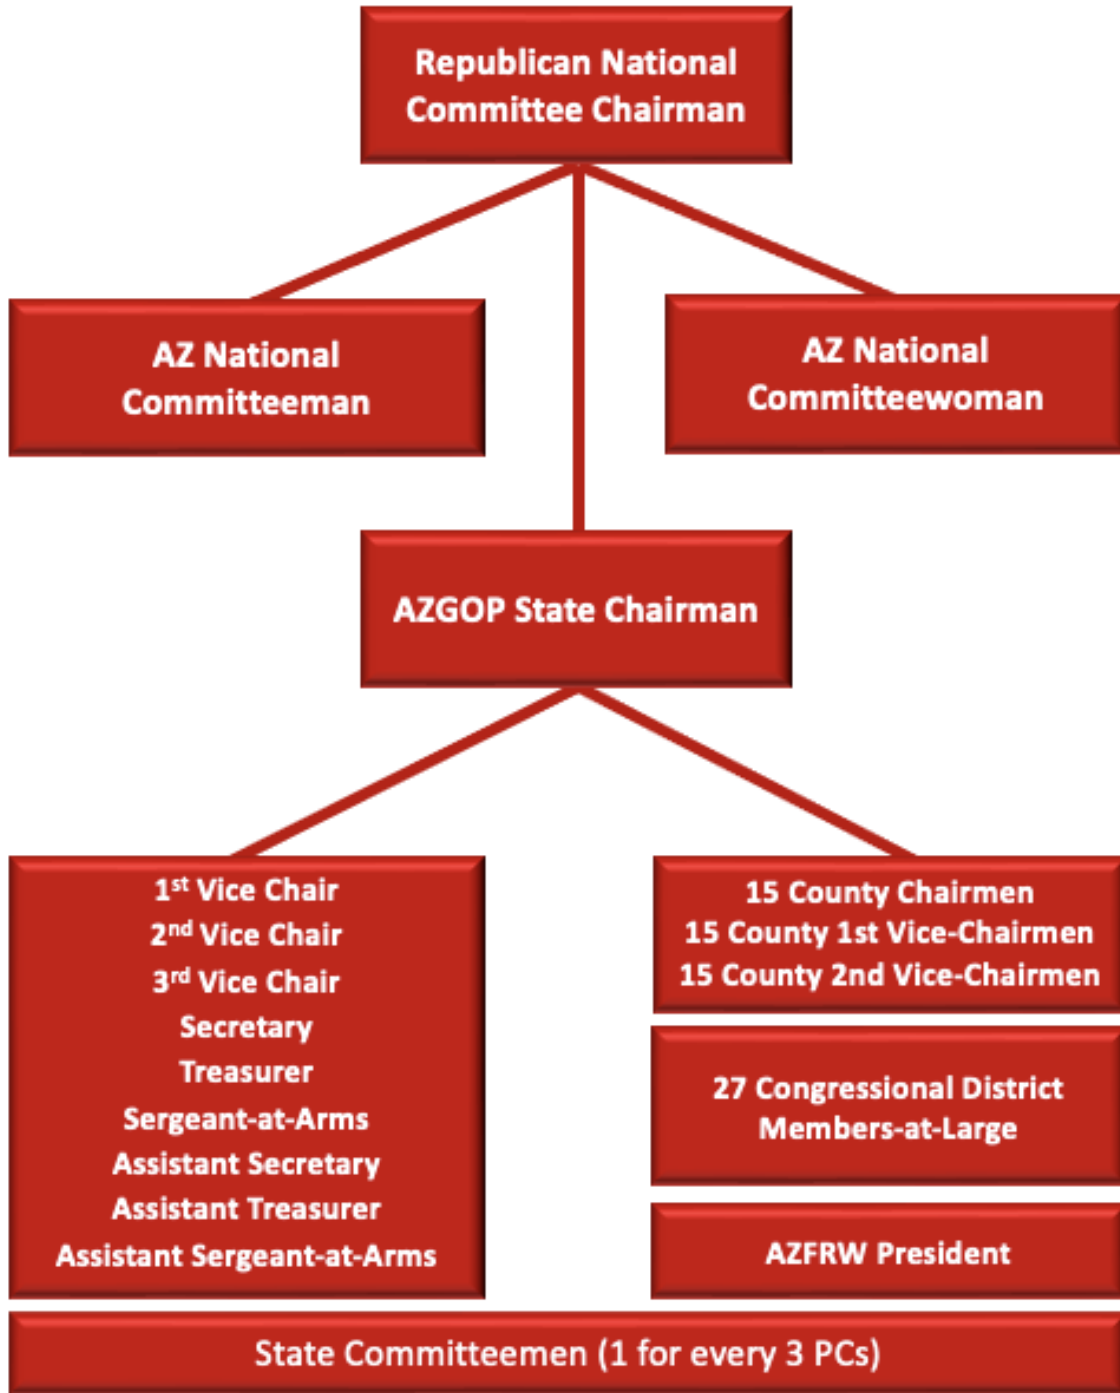 Republican National
Committee Chairman
AZ National
Committeeman
AZ National
Committeewoman
AZGOP State Chairman
1st Vice Chair
2nd Vice Chair
3rd Vice Chair
Secretary
Treasurer
Sergeant-at-Arms
Assistant Secretary
Assistant Treasurer
Assistant Sergeant-at-Arms
15 County Chairmen
15 County 1st Vice-Chairmen
15 County 2nd Vice-Chairmen
27 Congressional District
Members-at-Large
AZFRW President
State Committeemen (1 for every 3 PCs)